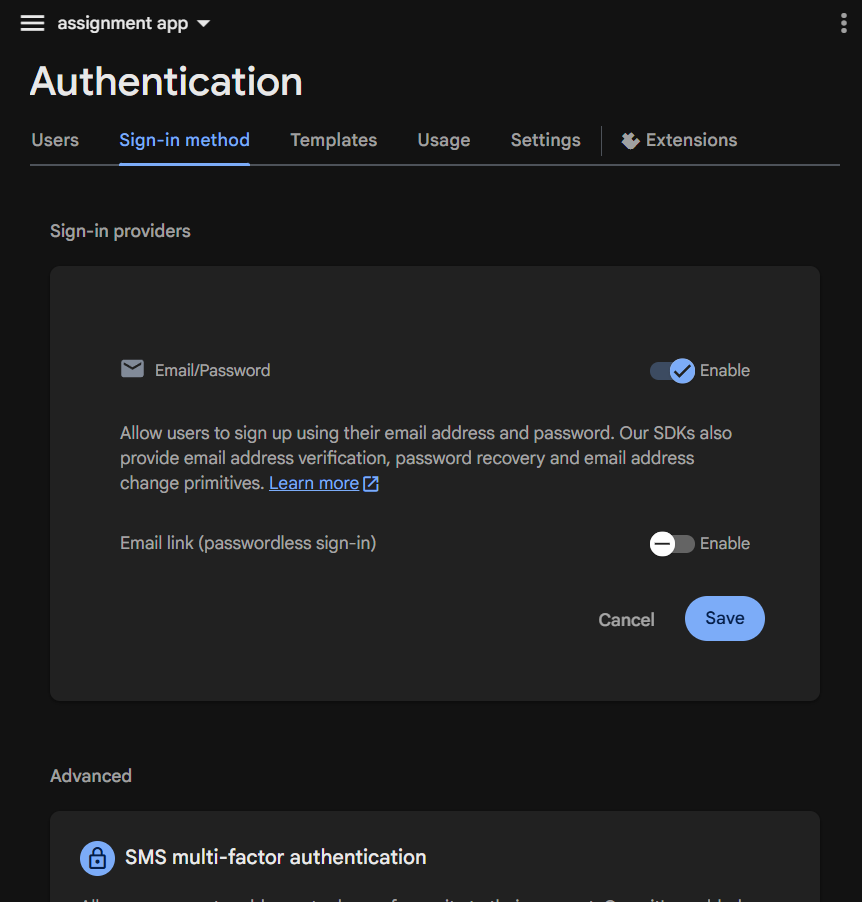 assignment app
Authentication
Users Sign-in method Templates Usage Settings Extensions
Sign-in providers
Email/Password Enable
Allow users to sign up using their email address and password. Our SDKs also
provide email address verification, password recovery and email address
change primitives. Learn more
Email link (passwordless sign-in) Enable
Cancel Save
Advanced
SMS multi-factor authentication